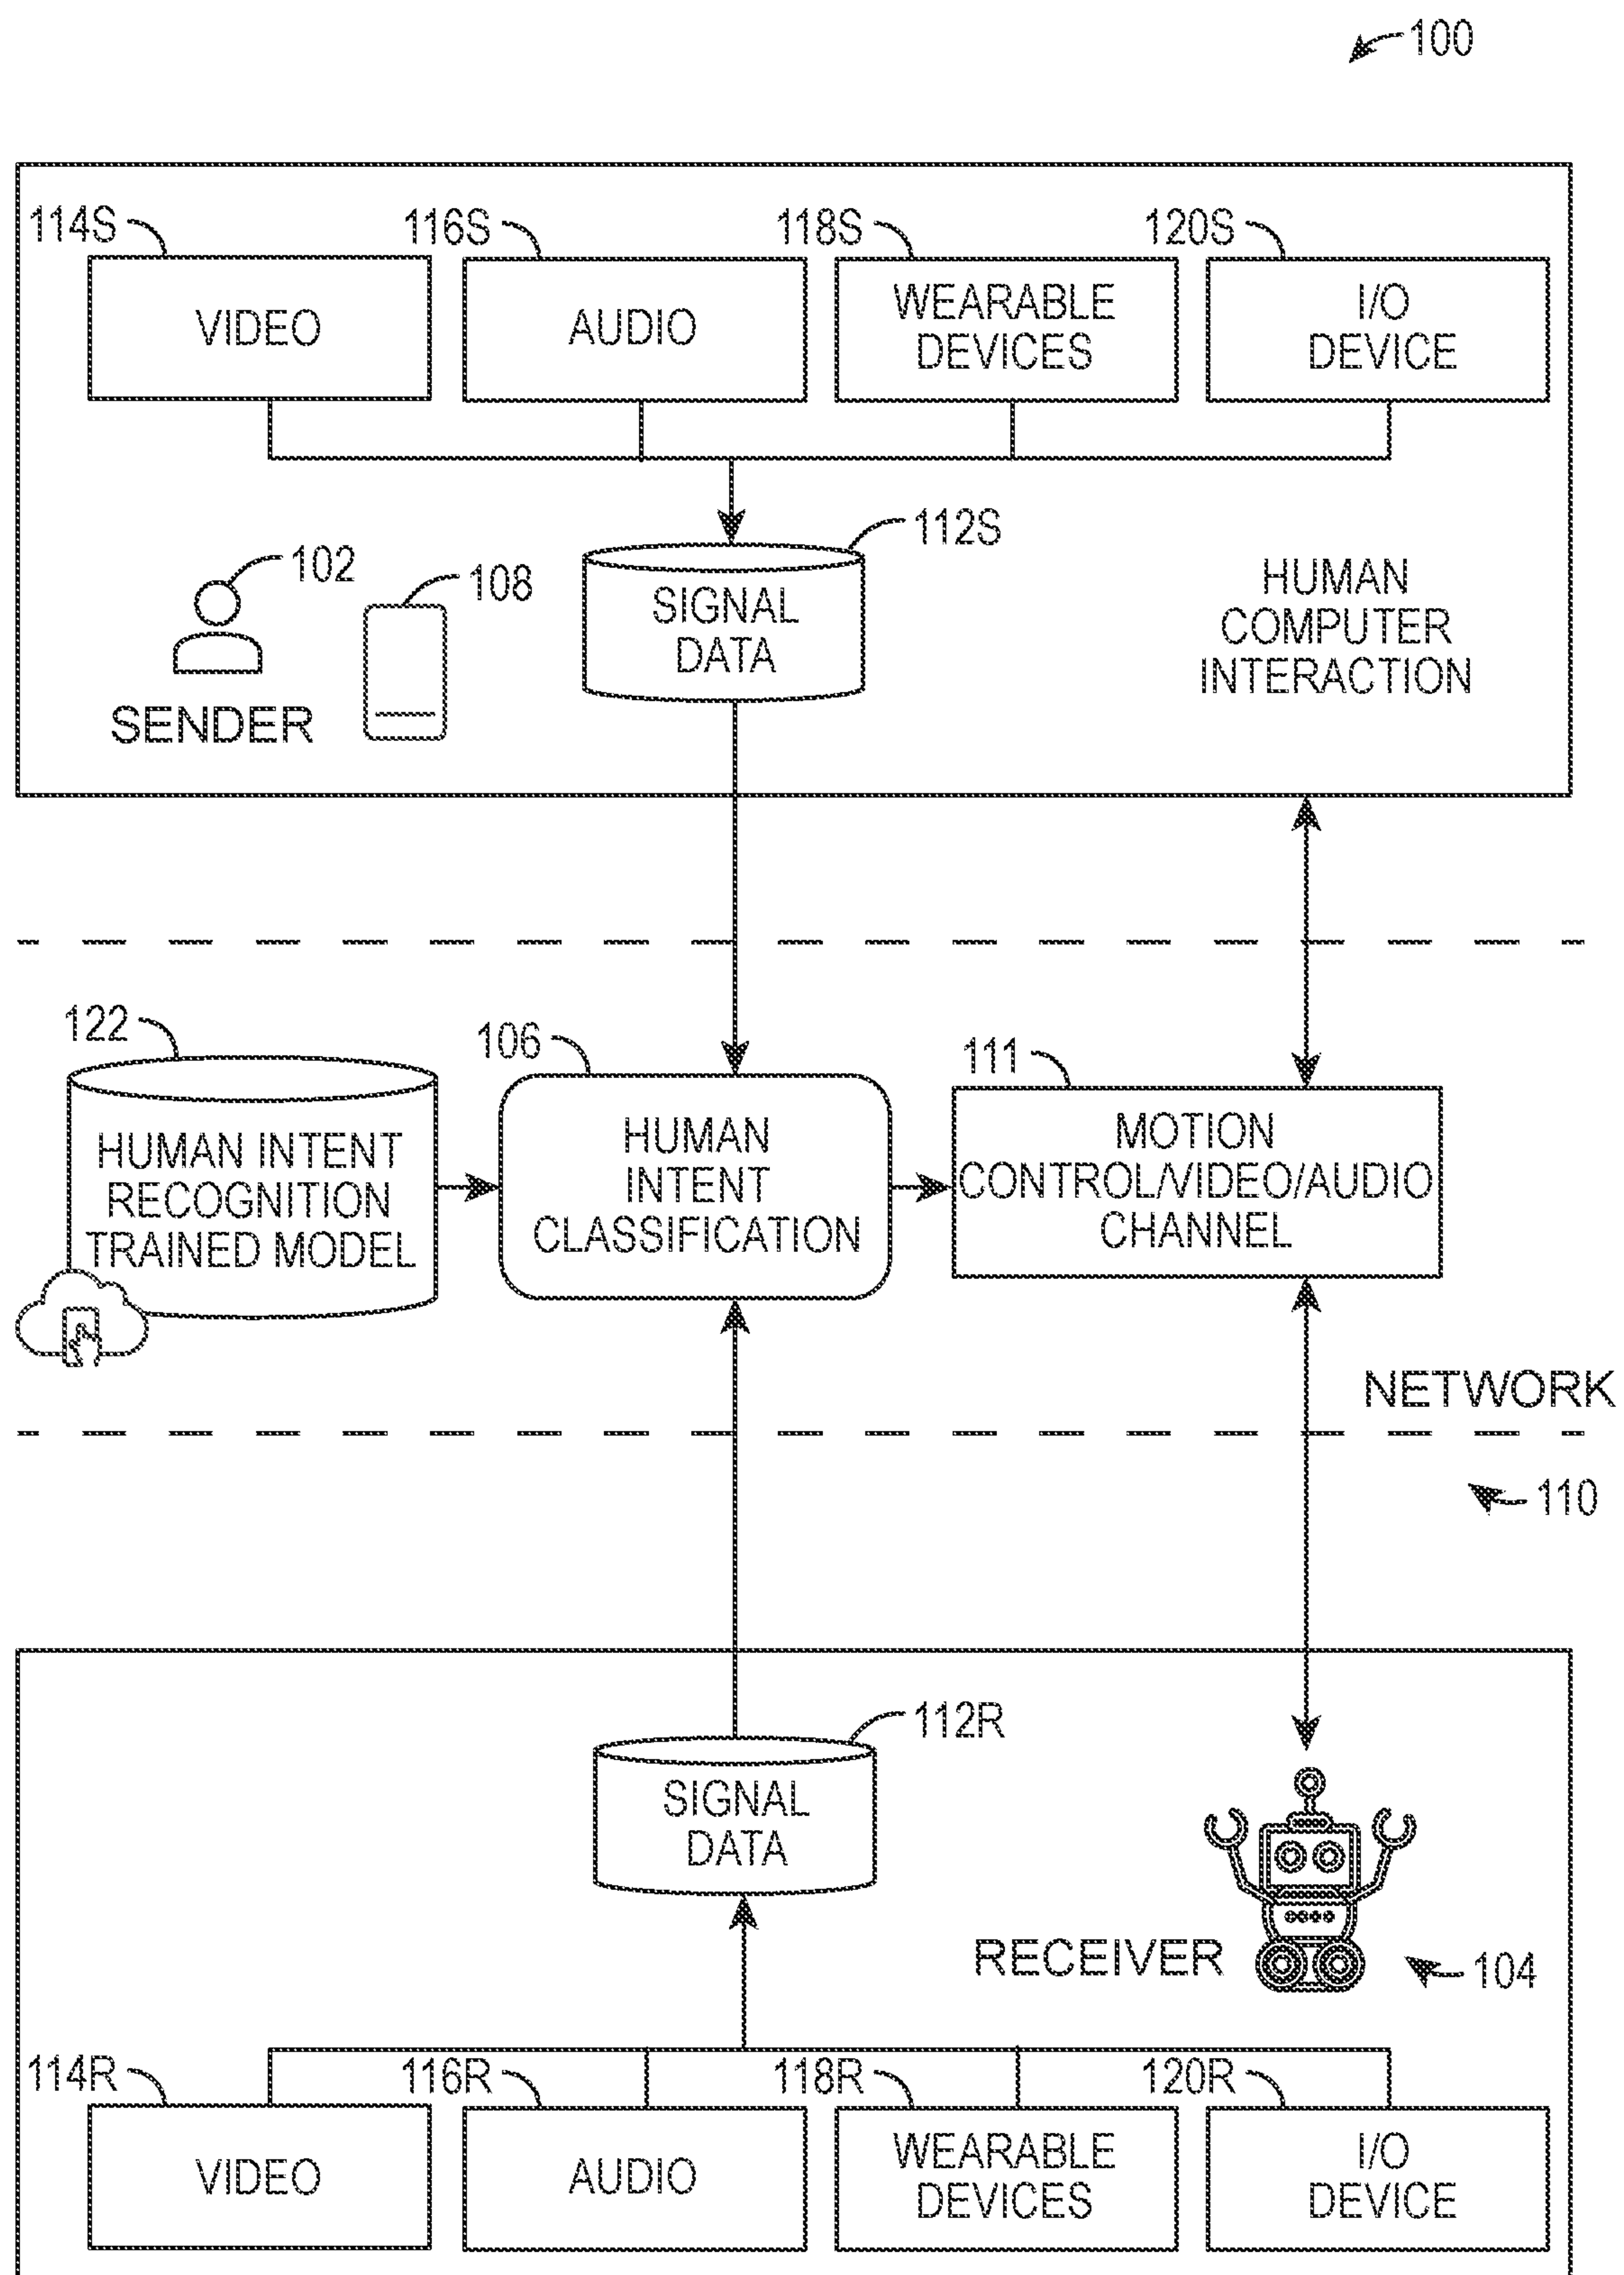 100
114S
116S
118S
120S
VIDEO
AUDIO
WEARABLE
DEVICES
I/O
DEVICE
112S
102
108
SIGNAL
DATA
SENDER
HUMAN
COMPUTER
INTERACTION
122
106
111
HUMAN INTENT
RECOGNITION
TRAINED MODEL
HUMAN
INTENT
CLASSIFICATION
MOTION
CONTROL/VIDEO/AUDIO
CHANNEL
NETWORK
110
112R
SIGNAL
DATA
RECEIVER
104
114R
116R
118R
120R
VIDEO
AUDIO
WEARABLE
DEVICES
I/O
DEVICE